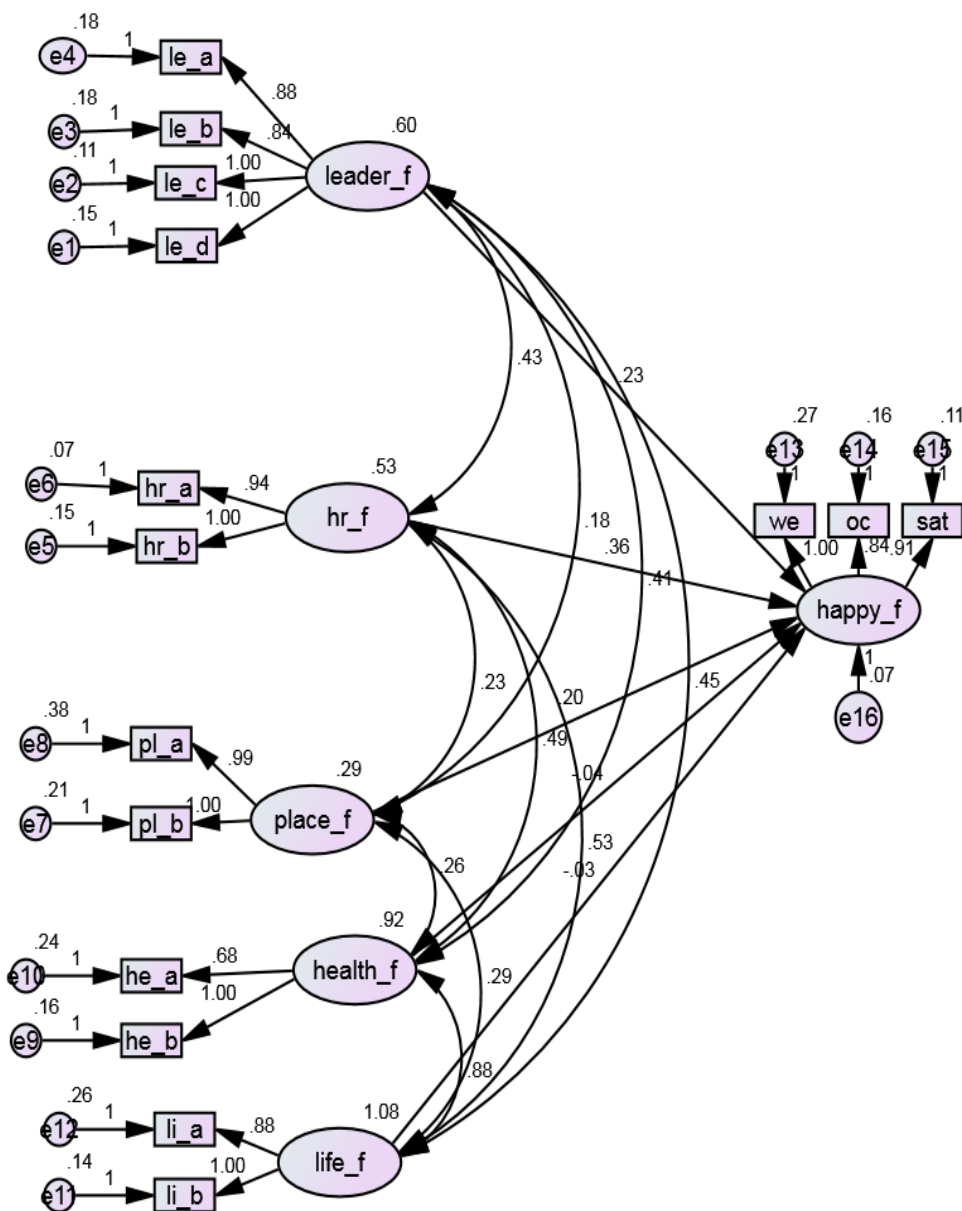 .18
e4
1
le_a
.88
.18
e3
1
le_b
.84
.60
.11
e2
1
le_c
1.00
leader_f
.15
e1
1
le_d
1.00
.43
.23
.07
e6
1
hr_a
.94
.53
.15
e5
1
hr_b
1.00
hr_f
.27
.16
.11
e13
e14
e15
1
1
1
we
oc
sat
1.00
.84
.91
happy_f
1
.07
e16
.18
.36
.41
.23
.20
.45
.49
-.04
.38
e8
1
pl_a
.99
.29
.21
e7
1
pl_b
1.00
place_f
.26
.53
-.03
.92
.24
e10
1
he_a
.68
health_f
.29
.16
e9
1
he_b
1.00
.88
.26
e12
1
li_a
.88
1.08
.14
e11
1
li_b
1.00
life_f